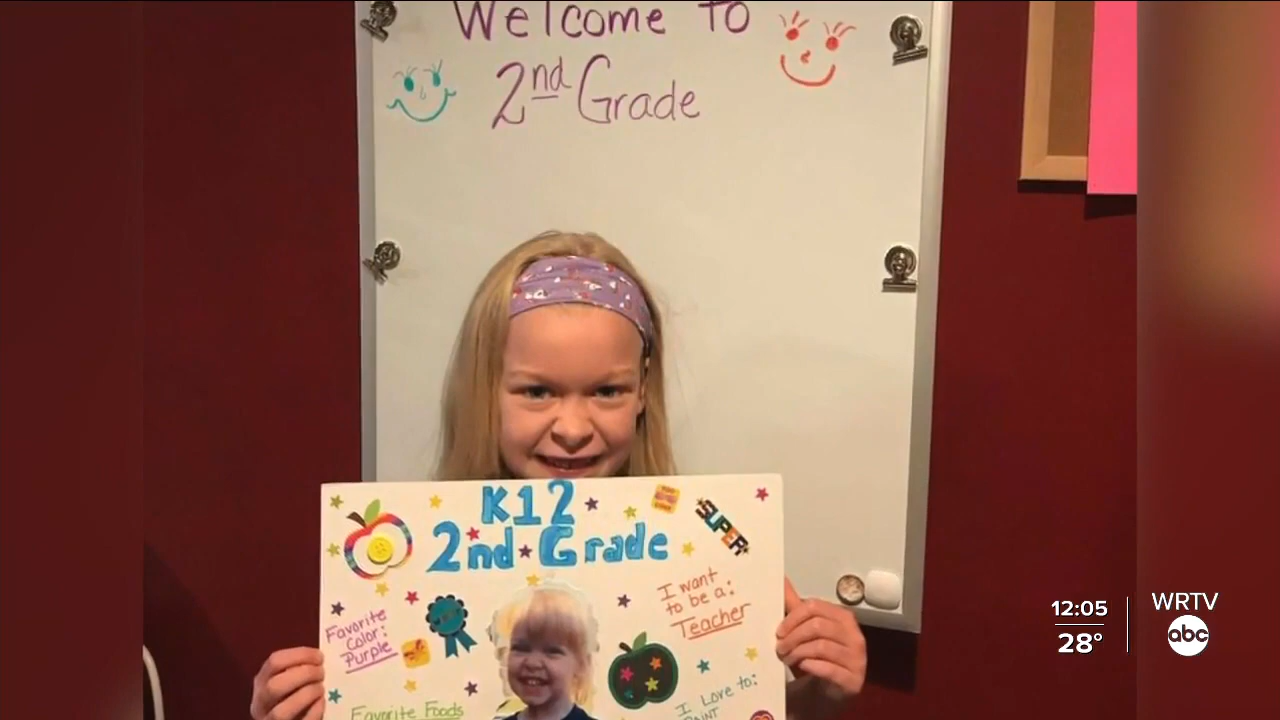 Welcome To
2nd Grade
K12
2nd Grade
SUPER
I want
to be a:
Teacher
Favorite
Color:
Purple
Favorite Foods
I Love to:
PAINT
12:05
28°
WRTV
abc